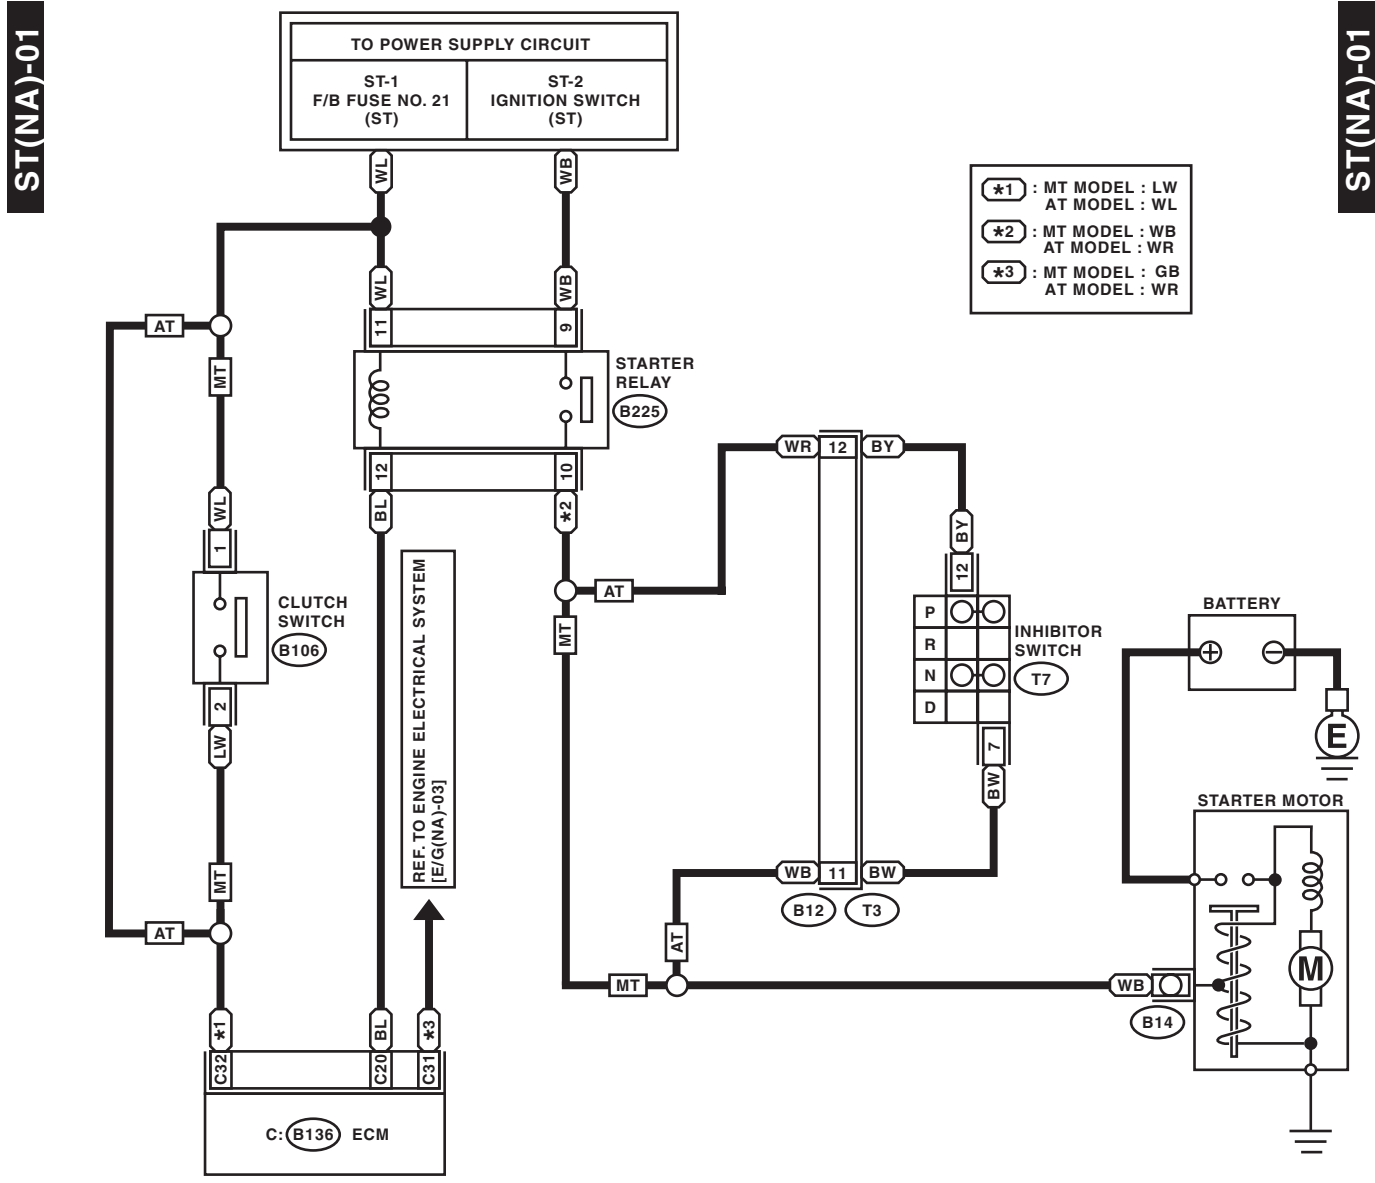 ST(NA)-01
ST(NA)-01
TO POWER SUPPLY CIRCUIT
ST-1
F/B FUSE NO. 21
(ST)
ST-2
IGNITION SWITCH
(ST)
WL
WB
*1 : MT MODEL : LW
AT MODEL : WL
*2 : MT MODEL : WB
AT MODEL : WR
*3 : MT MODEL : GB
AT MODEL : WR
WL
WB
11
9
AT
MT
STARTER
RELAY
B225
12
10
BL
*2
WR
12
BY
WL
1
BY
12
CLUTCH
SWITCH
B106
2
LW
REF. TO ENGINE ELECTRICAL SYSTEM
[E/G(NA)-03]
AT
MT
P
R
N
D
INHIBITOR
SWITCH
T7
7
BW
BATTERY
+
−
E
STARTER MOTOR
M
WB
11
BW
B12
T3
MT
AT
AT
MT
WB
B14
*1
BL
*3
C32
C20
C31
C: B136 ECM